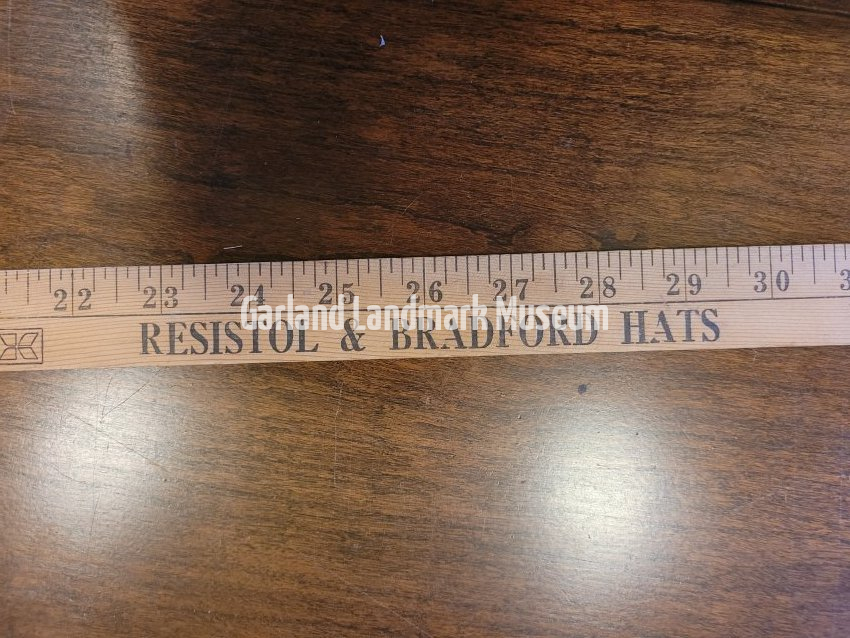 22 23 24 25 26 27 28 29 30
Garland Landmark Museum
RESISTOL & BRADFORD HATS